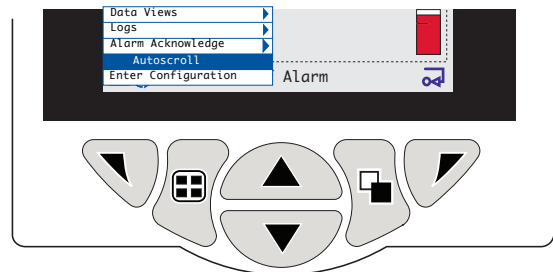 Data Views
Logs
Alarm Acknowledge
Autoscroll
Enter Configuration
Alarm